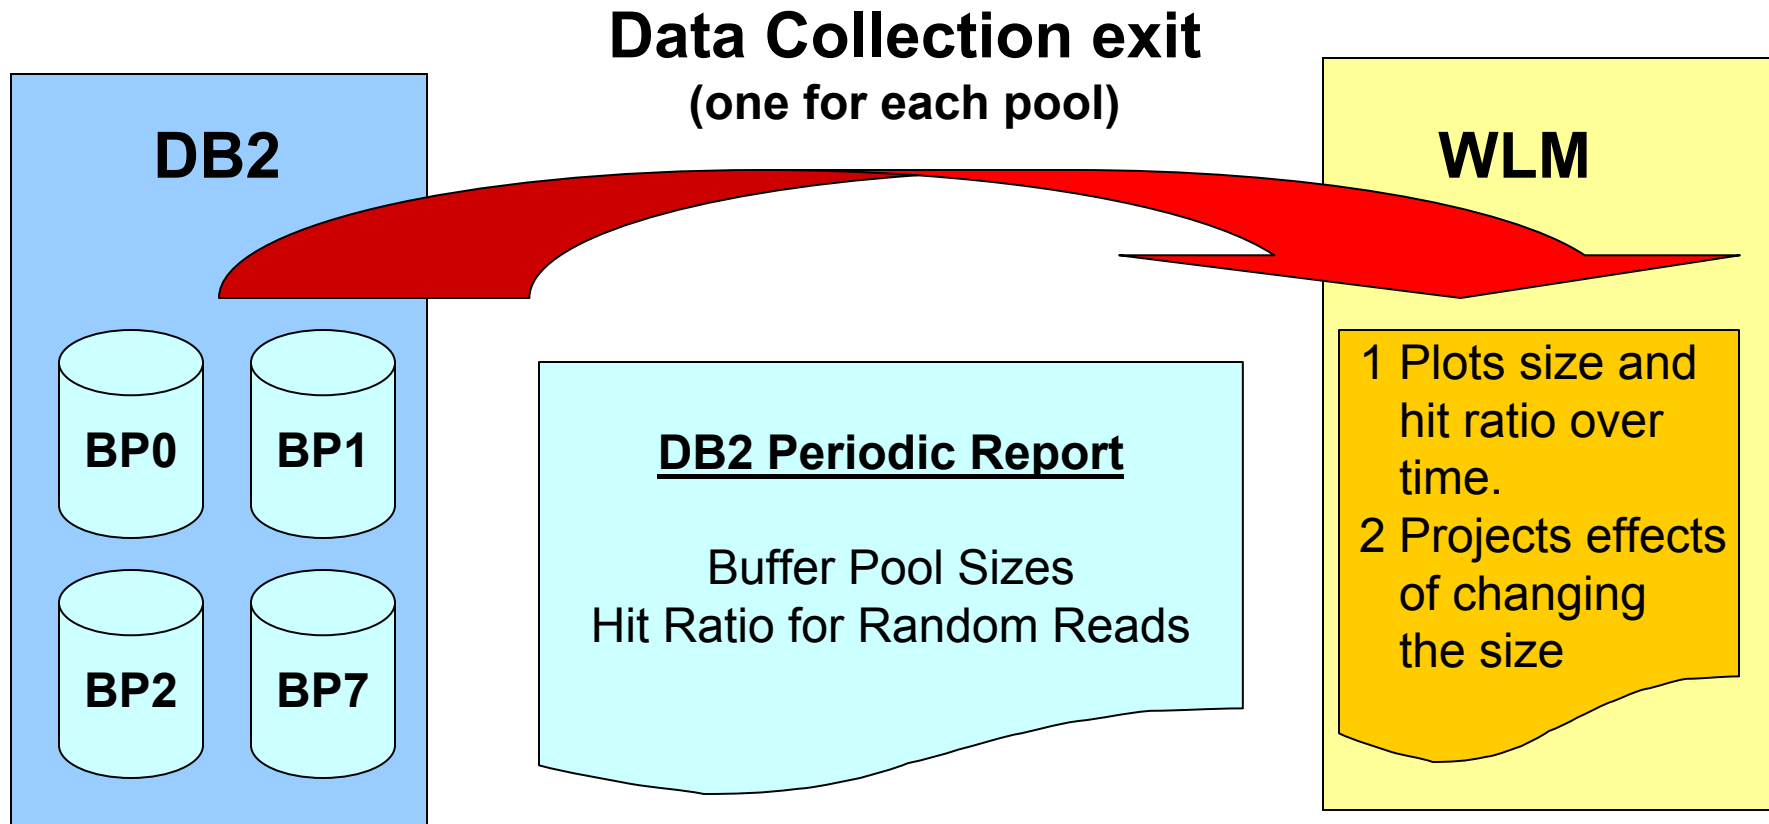 Data Collection exit
(one for each pool)
DB2
BP0
BP1
BP2
BP7
DB2 Periodic Report
Buffer Pool Sizes
Hit Ratio for Random Reads
WLM
1 Plots size and
hit ratio over
time.
2 Projects effects
of changing
the size